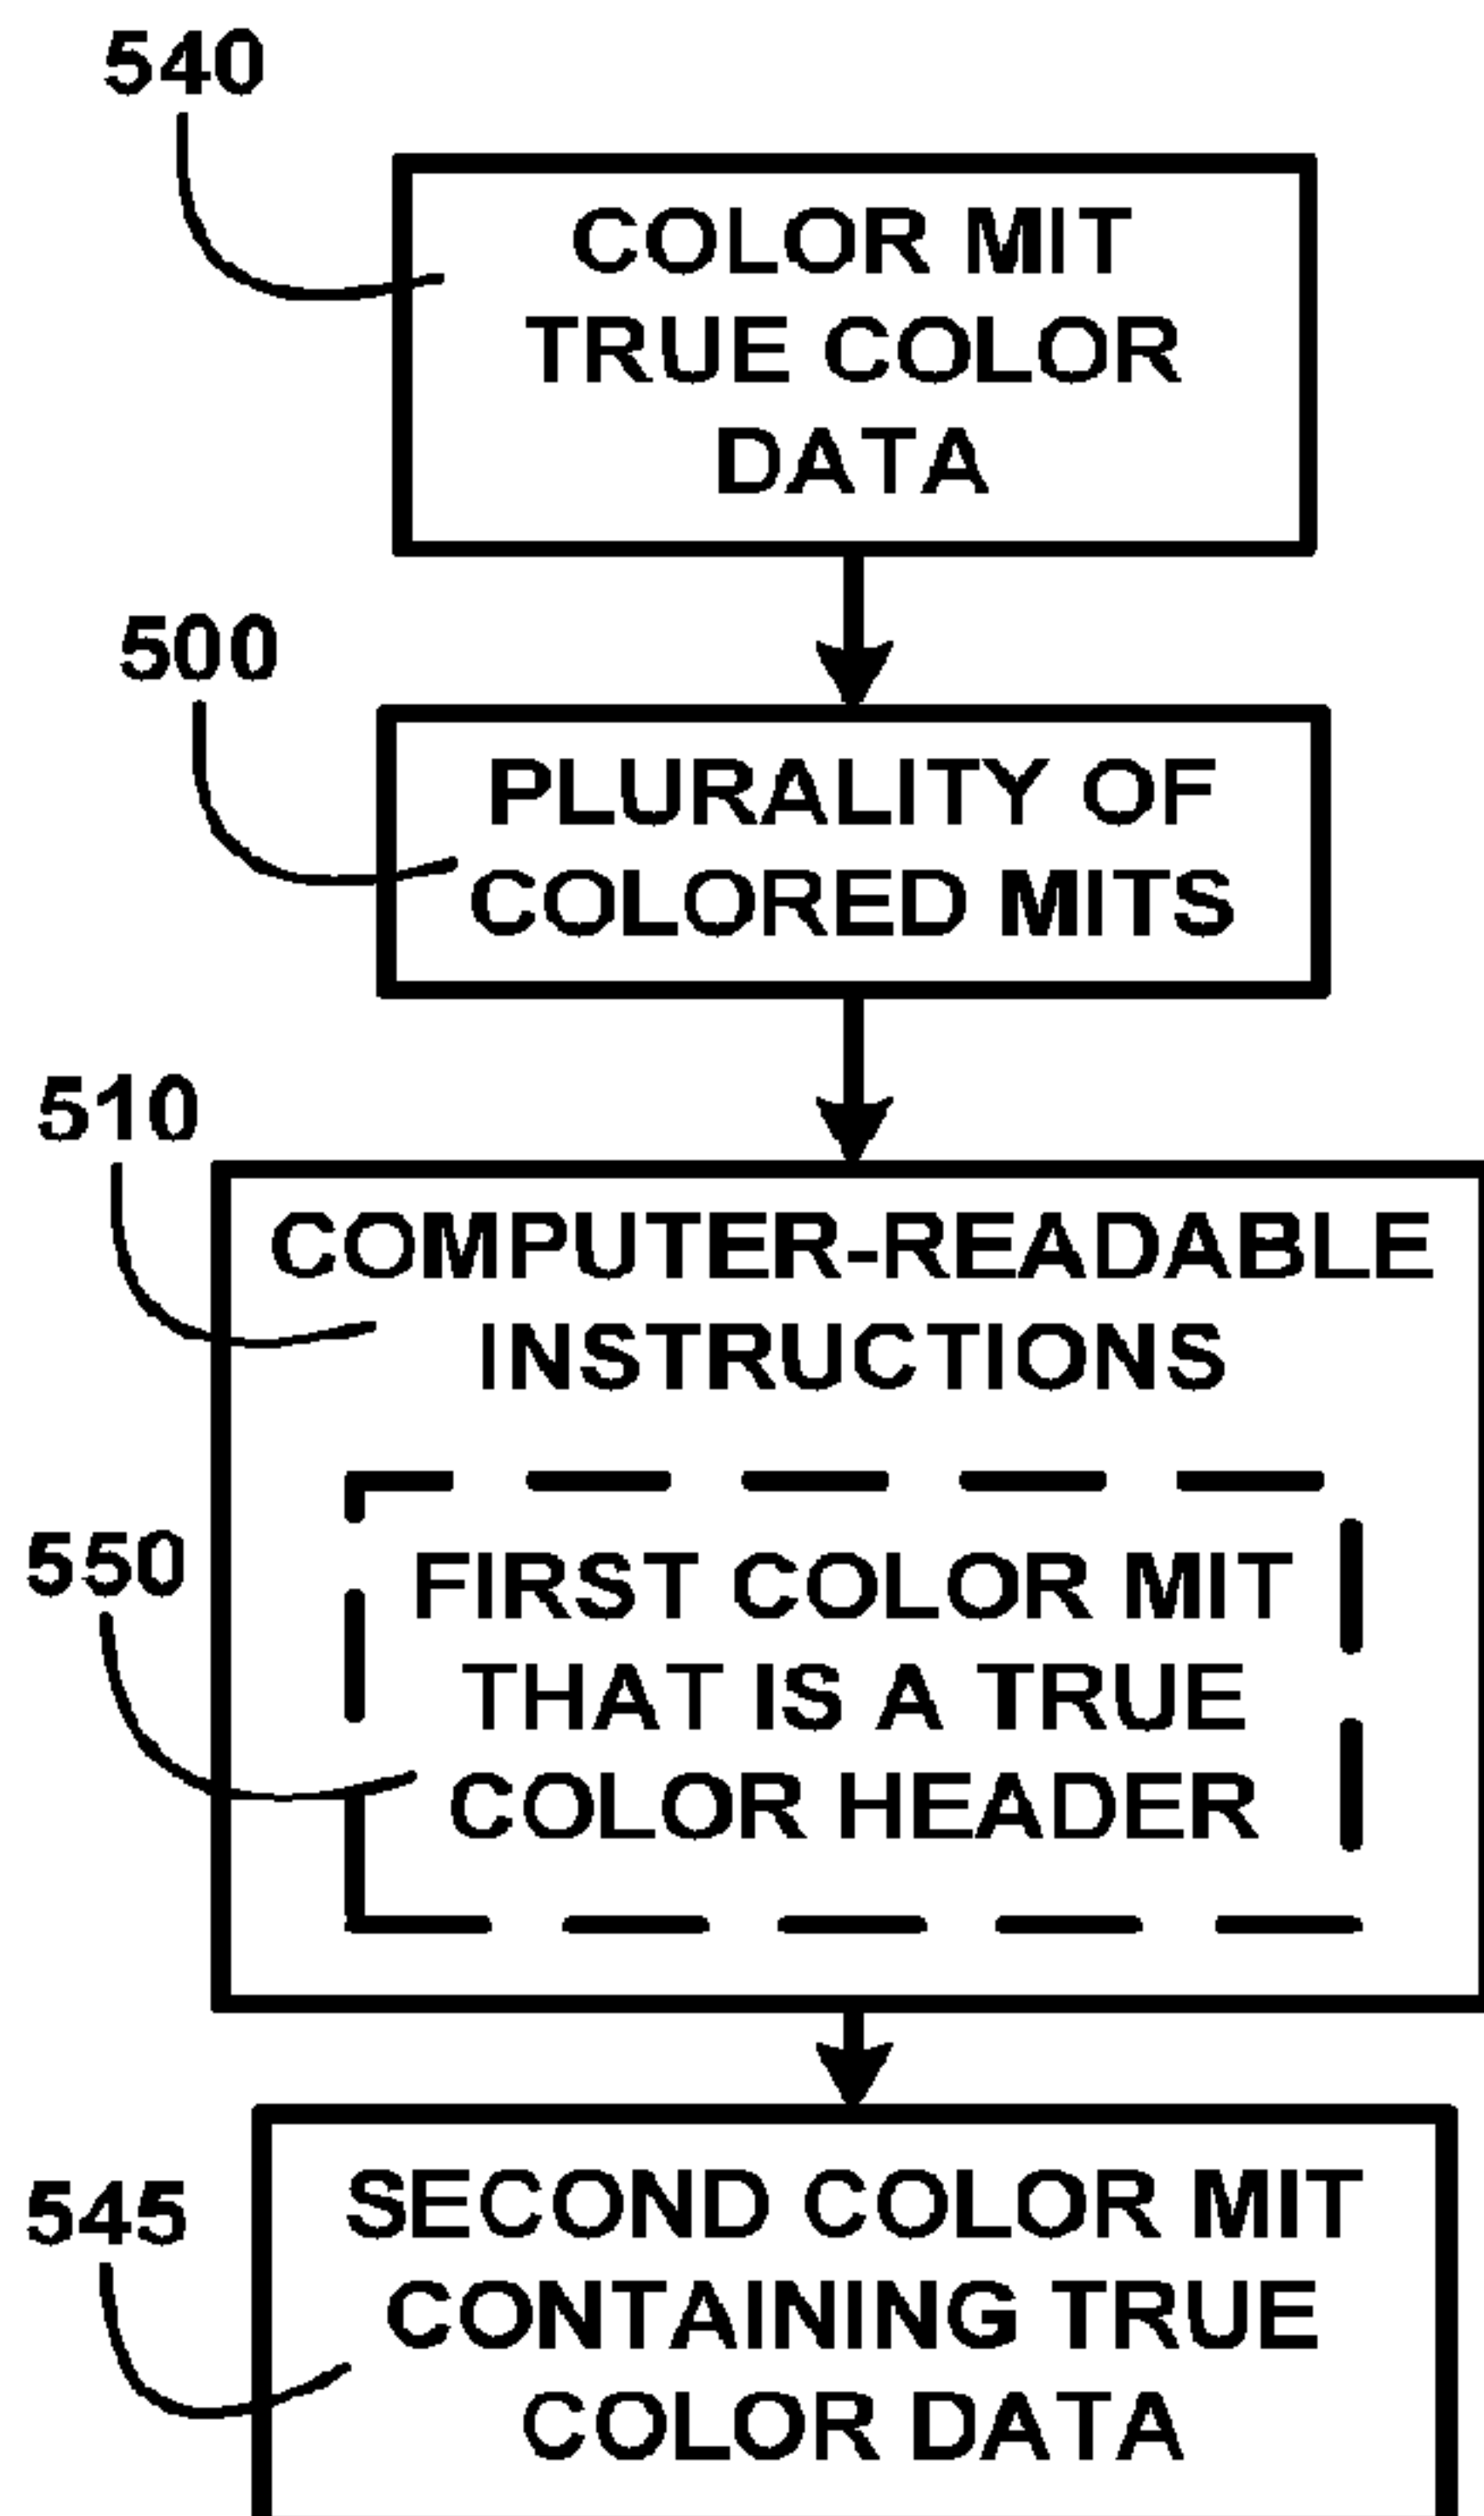 540
COLOR MIT
TRUE COLOR
DATA
500
PLURALITY OF
COLORED MITS
510
COMPUTER-READABLE
INSTRUCTIONS
550
FIRST COLOR MIT
THAT IS A TRUE
COLOR HEADER
545
SECOND COLOR MIT
CONTAINING TRUE
COLOR DATA